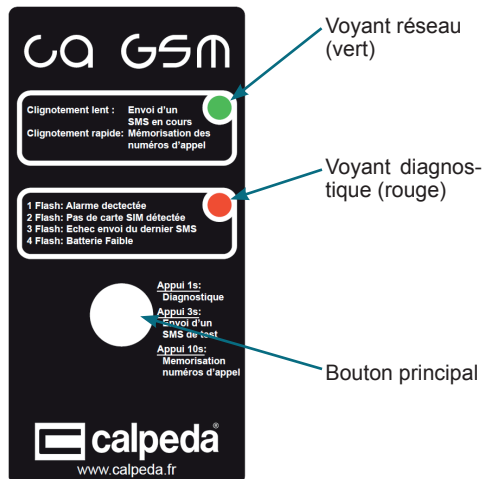 ca GSM
Clignotement lent : Envoi d'un
SMS en cours
Clignotement rapide: Mémorisation des
numéros d'appel
1 Flash: Alarme dectectée
2 Flash: Pas de carte SIM détectée
3 Flash: Echec envoi du dernier SMS
4 Flash: Batterie Faible
Appui 1s:
Diagnostique
Appui 3s:
Envoi d'un
SMS de test
Appui 10s:
Memorisation
numéros d'appel
calpeda®
www.calpeda.fr
Voyant réseau
(vert)
Voyant diagnos-
tique (rouge)
Bouton principal